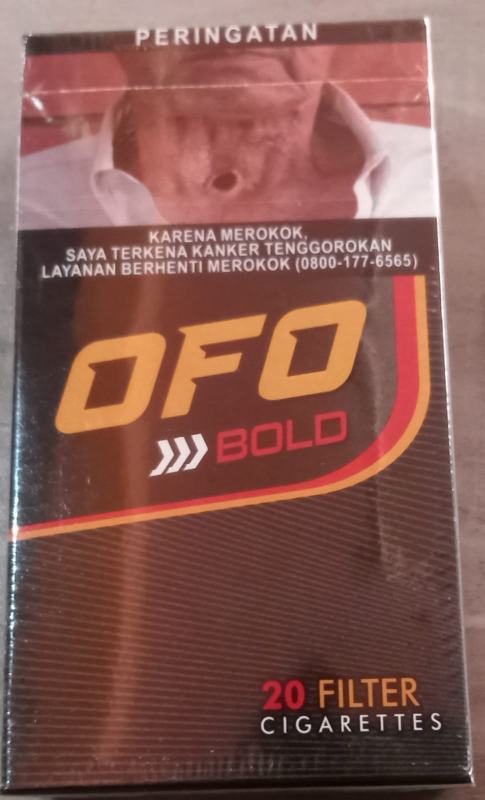 PERINGATAN
KARENA MEROKOK,
SAYA TERKENA KANKER TENGGOROKAN
LAYANAN BERHENTI MEROKOK (0800-177-6565)
OFO
BOLD
20 FILTER
CIGARETTES